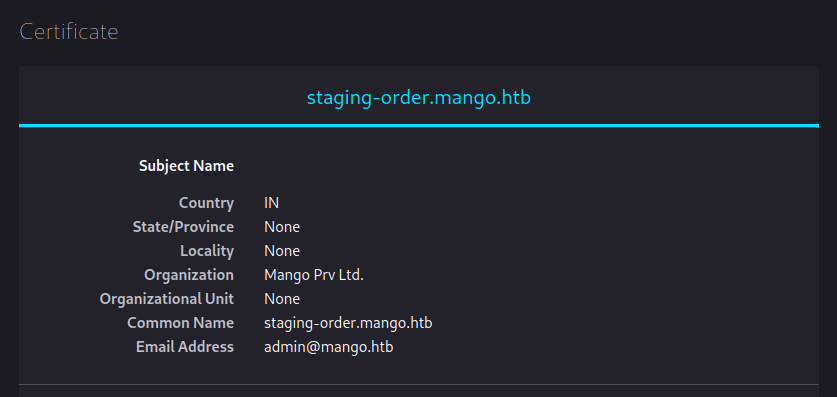 Certificate
staging-order.mango.htb
Subject Name
Country IN
State/Province None
Locality None
Organization Mango Prv Ltd.
Organizational Unit None
Common Name staging-order.mango.htb
Email Address admin@mango.htb